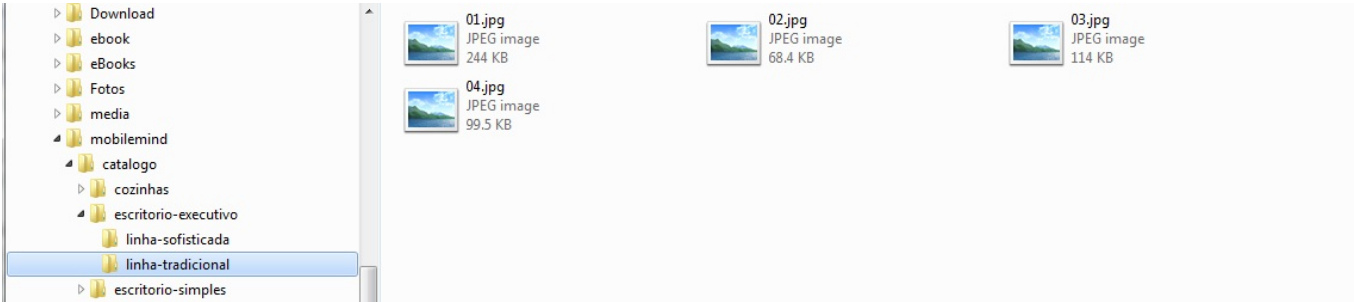 Download
ebook
eBooks
Fotos
media
mobilemind
catalogo
cozinhas
escritorio-executivo
linha-sofisticada
linha-tradicional
escritorio-simples
01.jpg
JPEG image
244 KB
02.jpg
JPEG image
68.4 KB
03.jpg
JPEG image
114 KB
04.jpg
JPEG image
99.5 KB